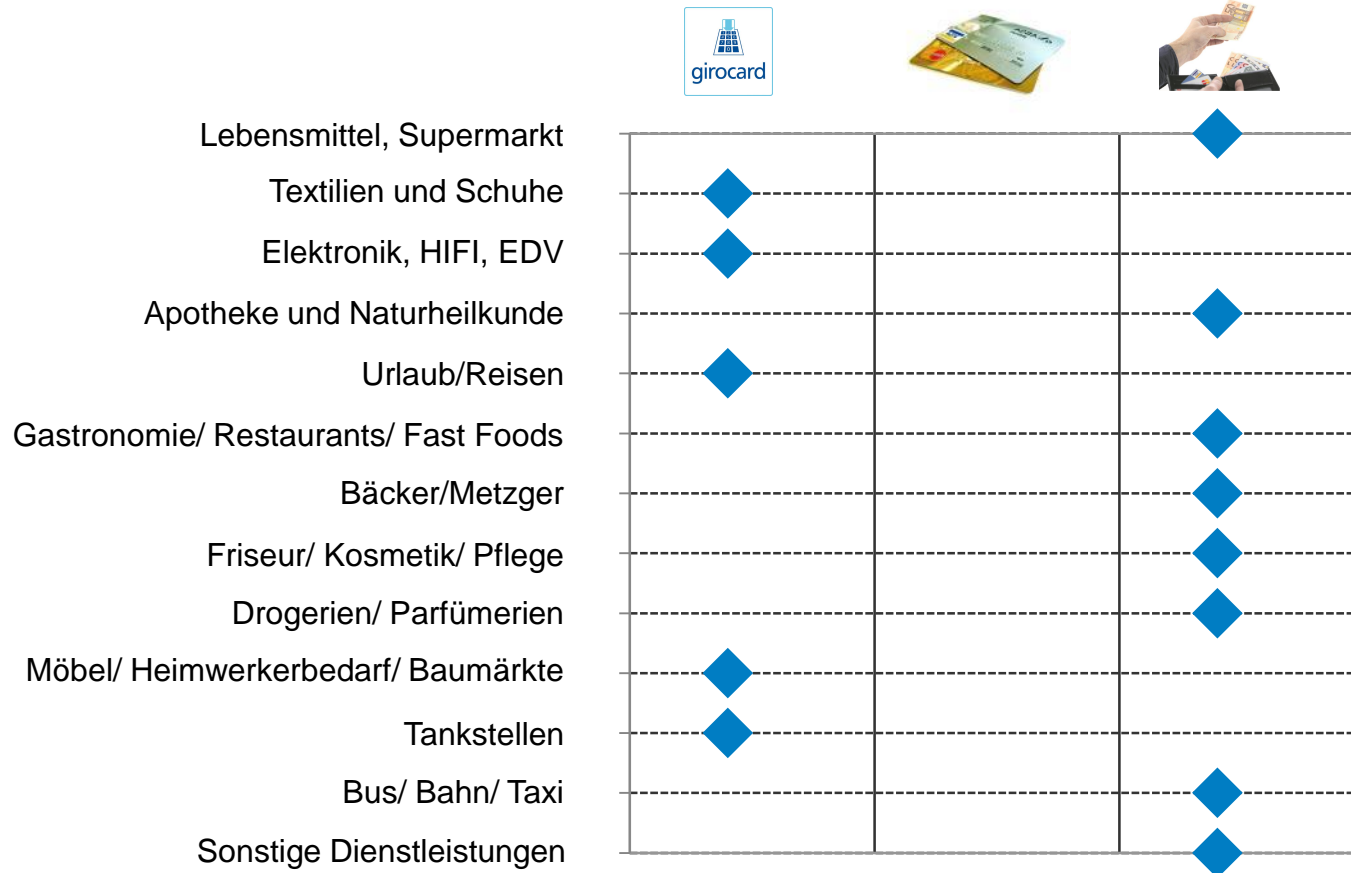 girocard
Lebensmittel, Supermarkt
Textilien und Schuhe
Elektronik, HIFI, EDV
Apotheke und Naturheilkunde
Urlaub/Reisen
Gastronomie/ Restaurants/ Fast Foods
Bäcker/Metzger
Friseur/ Kosmetik/ Pflege
Drogerien/ Parfümerien
Möbel/ Heimwerkerbedarf/ Baumärkte
Tankstellen
Bus/ Bahn/ Taxi
Sonstige Dienstleistungen